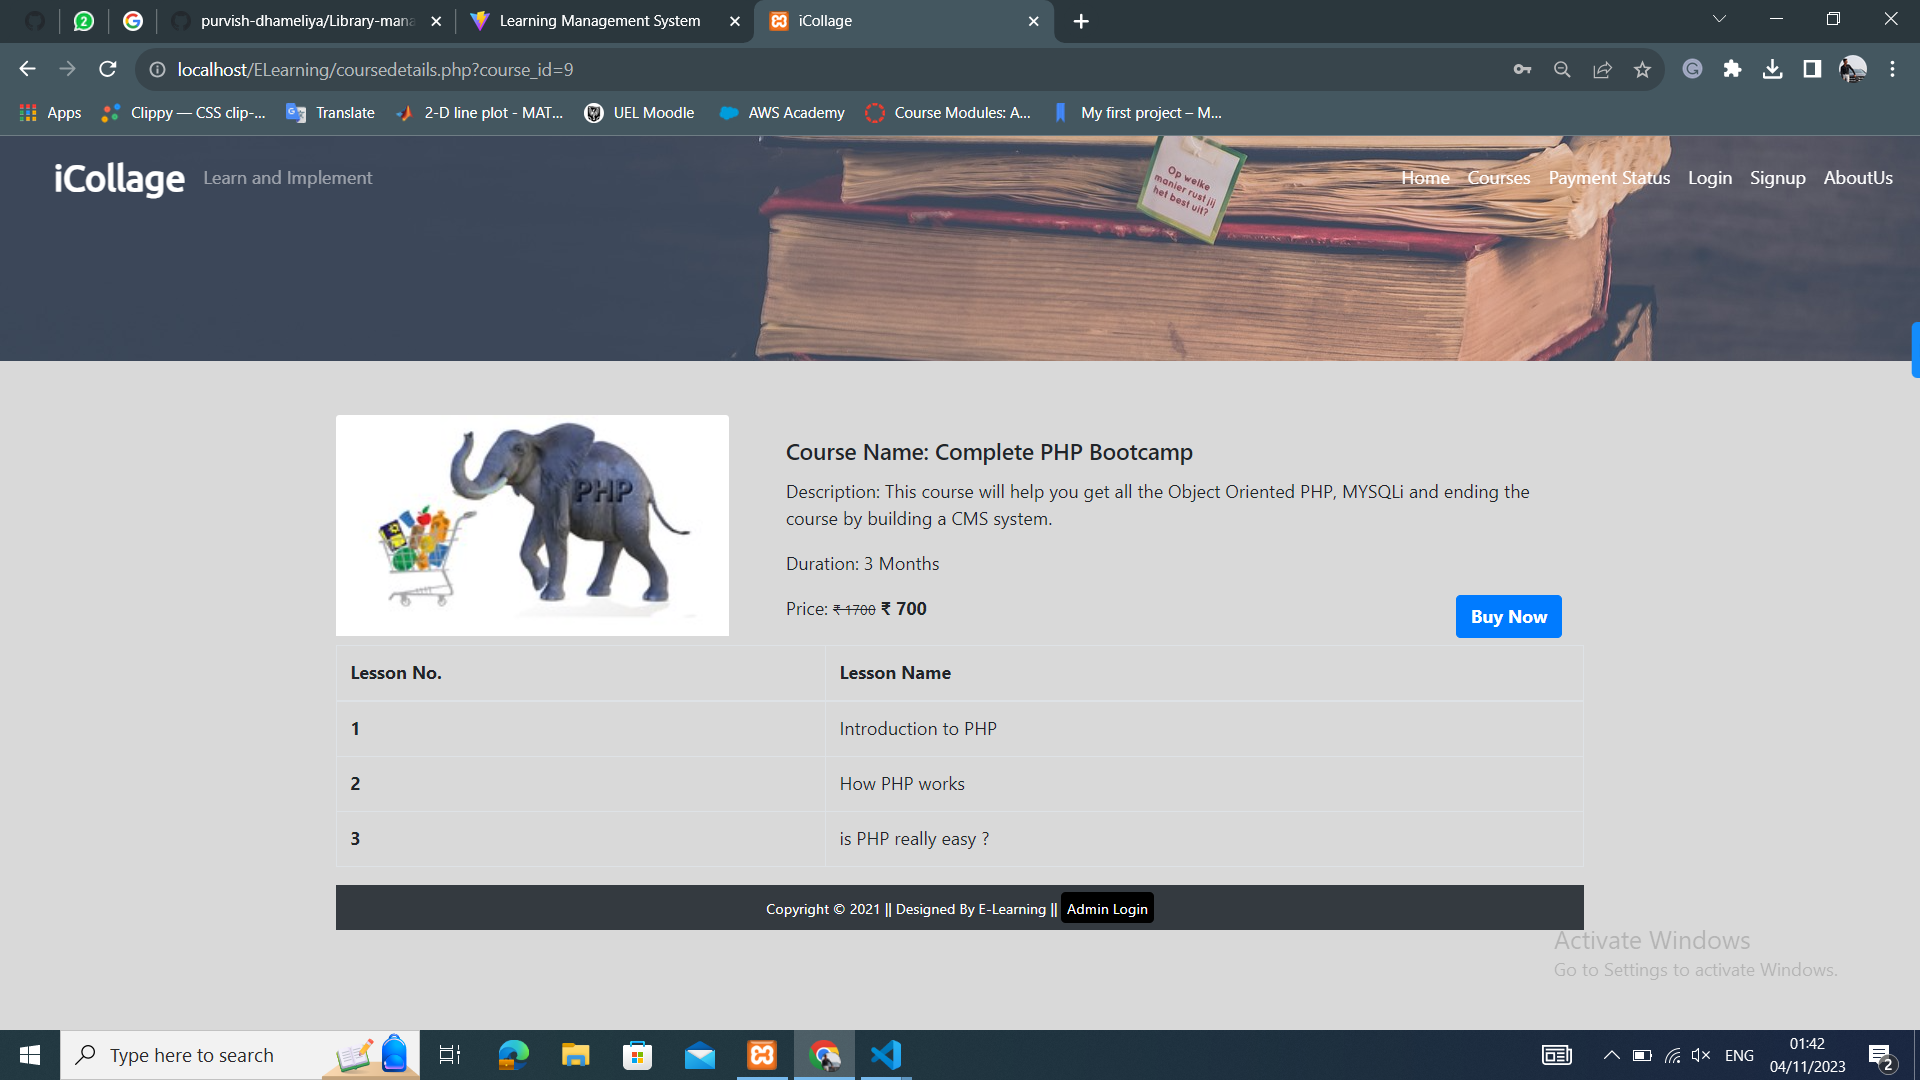 purvish-dhameliya/Library-mana
Learning Management System
iCollage
localhost/ELearning/coursedetails.php?course_id=9
Apps
Clippy — CSS clip-...
Translate
2-D line plot - MAT...
UEL Moodle
AWS Academy
Course Modules: A...
My first project – M...
iCollage
Learn and Implement
Home
Courses
Payment Status
Login
Signup
AboutUs
Op welke
manier rust jij
het best uit?
PHP
Course Name: Complete PHP Bootcamp
Description: This course will help you get all the Object Oriented PHP, MYSQLi and ending the
course by building a CMS system.
Duration: 3 Months
Price: ₹ 1700 ₹ 700
Buy Now
Lesson No.
Lesson Name
1
Introduction to PHP
2
How PHP works
3
is PHP really easy ?
Copyright © 2021 || Designed By E-Learning || Admin Login
Activate Windows
Go to Settings to activate Windows.
Type here to search
ENG
01:42
04/11/2023
2